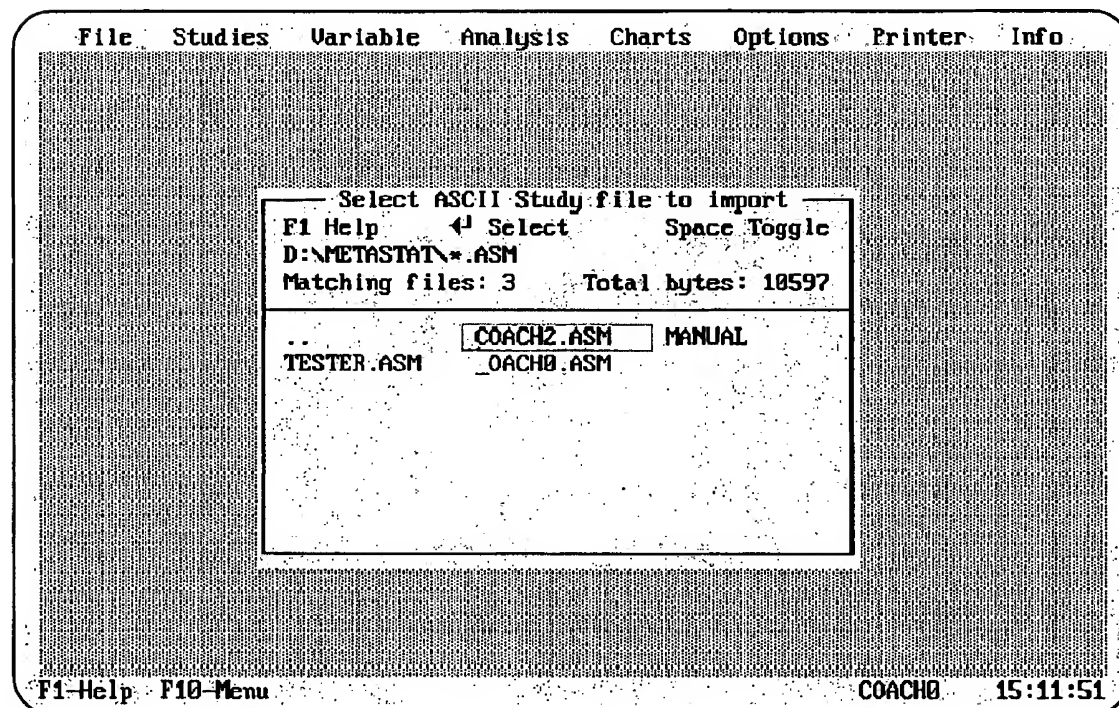 File Studies Variable Analysis Charts Options Printer Info
Select ASCII Study file to import
F1 Help ↵ Select Space Toggle
D:\METASTAT\*.ASM
Matching files: 3 Total bytes: 10597
.. COACH2.ASM MANUAL
TESTER.ASM _OACH0.ASM
F1-Help F10-Menu COACH0 15:11:51